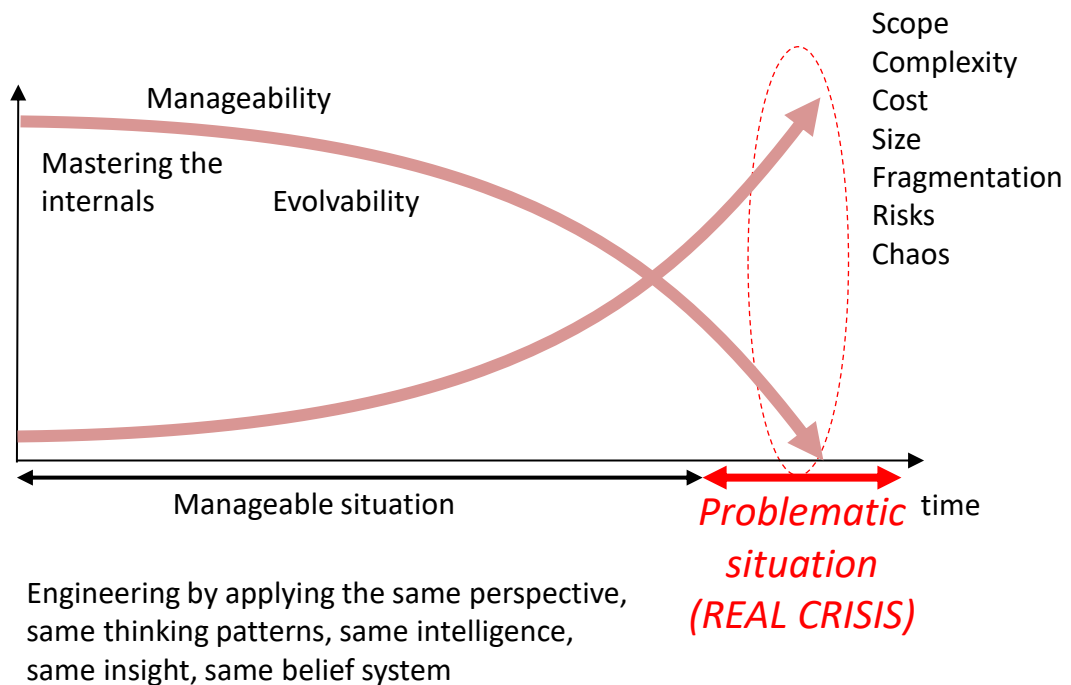 Scope
Complexity
Cost
Size
Fragmentation
Risks
Chaos
Manageability
Mastering the
internals
Evolvability
Manageable situation
time
Problematic
situation
(REAL CRISIS)
Engineering by applying the same perspective,
same thinking patterns, same intelligence,
same insight, same belief system